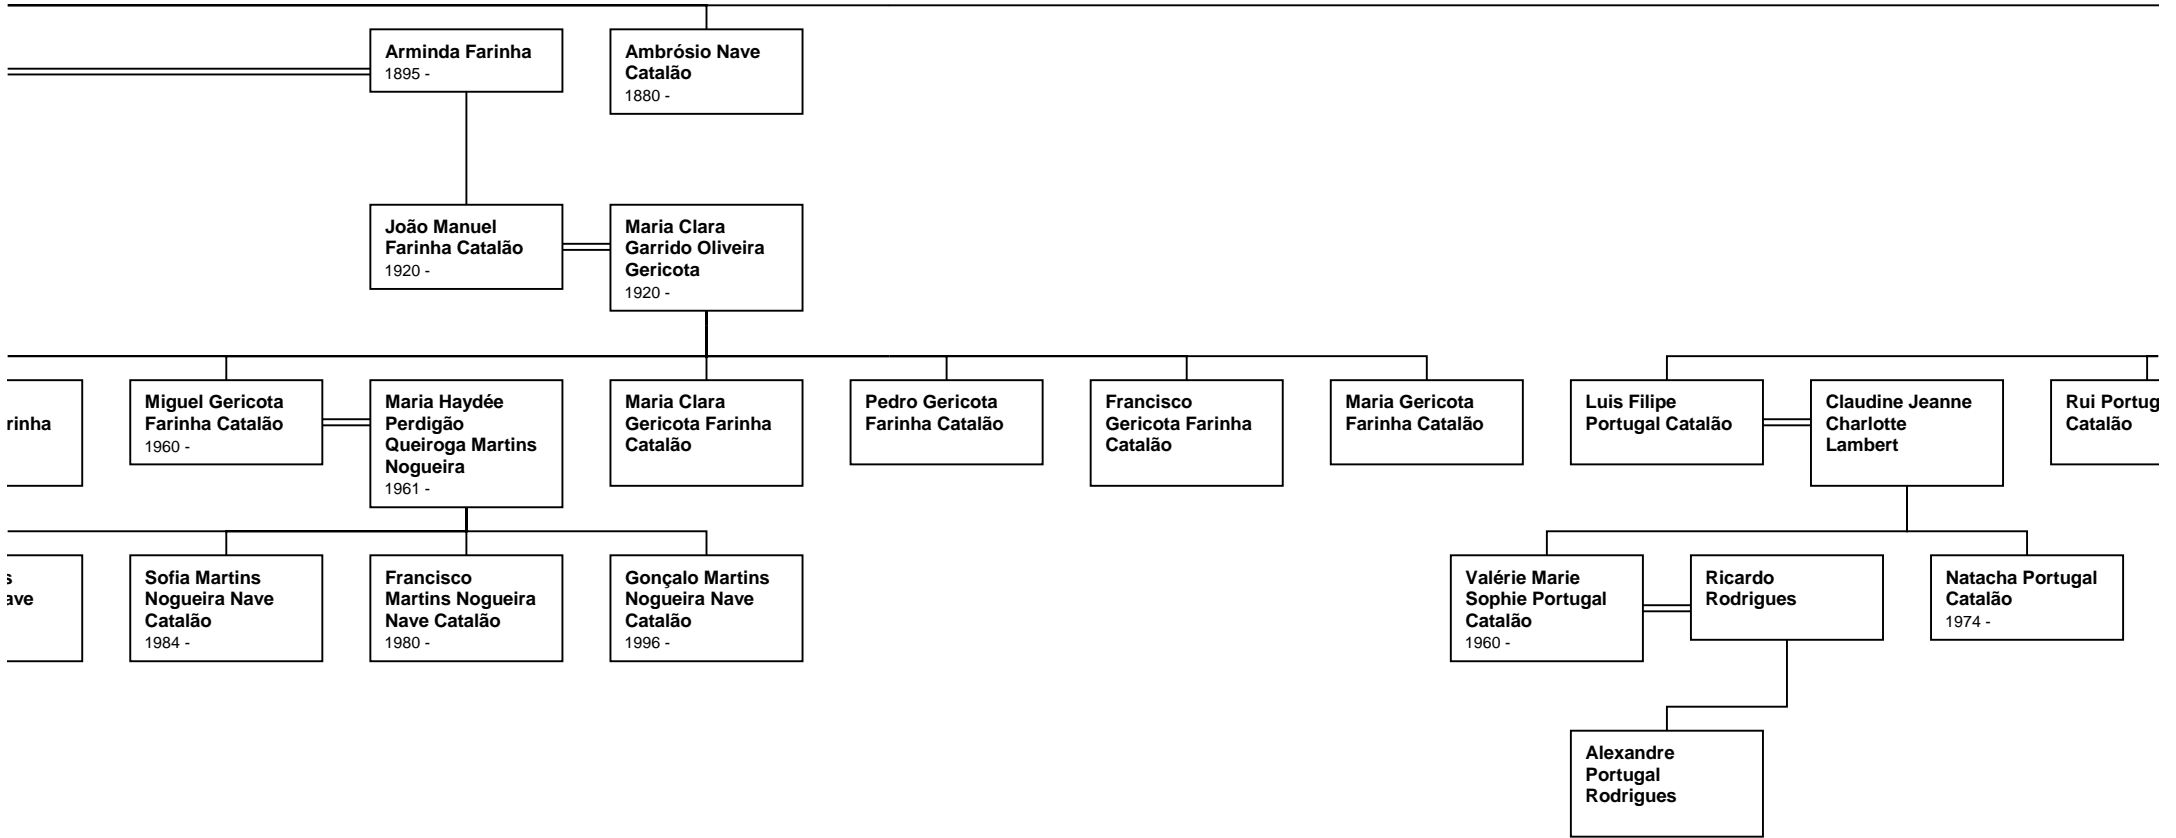 Arminda Farinha
1895 -
Ambrósio Nave
Catalão
1880 -
João Manuel
Farinha Catalão
1920 -
Maria Clara
Garrido Oliveira
Gericota
1920 -
rinha
Miguel Gericota
Farinha Catalão
1960 -
Maria Haydée
Perdigão
Queiroga Martins
Nogueira
1961 -
Maria Clara
Gericota Farinha
Catalão
Pedro Gericota
Farinha Catalão
Francisco
Gericota Farinha
Catalão
Maria Gericota
Farinha Catalão
Luis Filipe
Portugal Catalão
Claudine Jeanne
Charlotte
Lambert
Rui Portug
Catalão
s
ave
Sofia Martins
Nogueira Nave
Catalão
1984 -
Francisco
Martins Nogueira
Nave Catalão
1980 -
Gonçalo Martins
Nogueira Nave
Catalão
1996 -
Valérie Marie
Sophie Portugal
Catalão
1960 -
Ricardo
Rodrigues
Natacha Portugal
Catalão
1974 -
Alexandre
Portugal
Rodrigues